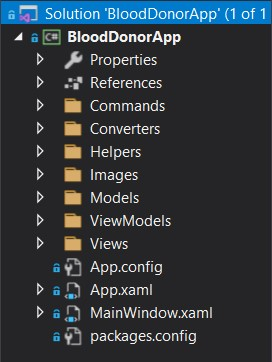 Solution 'BloodDonorApp' (1 of 1
C# BloodDonorApp
Properties
References
Commands
Converters
Helpers
Images
Models
ViewModels
Views
App.config
App.xaml
MainWindow.xaml
packages.config